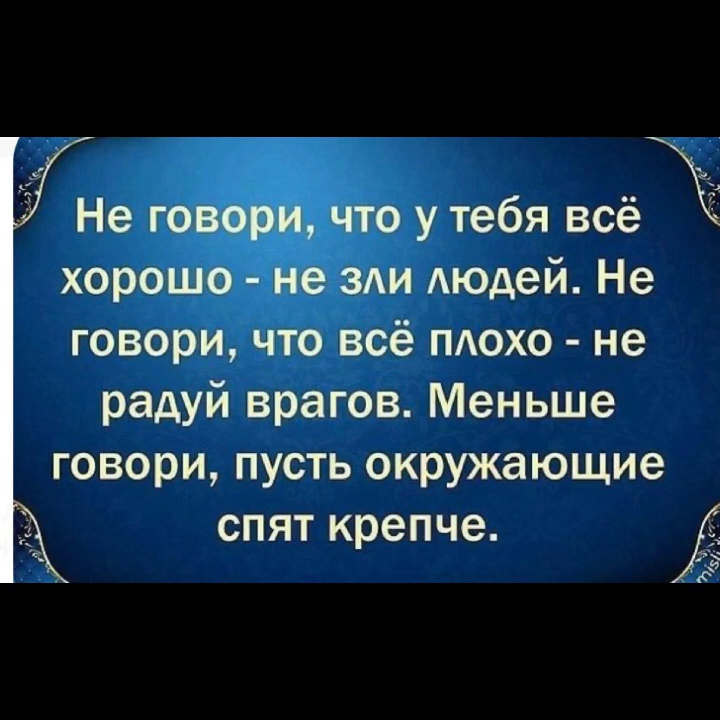 Не говори, что у тебя всё
хорошо - не зли людей. Не
говори, что всё плохо - не
радуй врагов. Меньше
говори, пусть окружающие
спят крепче.